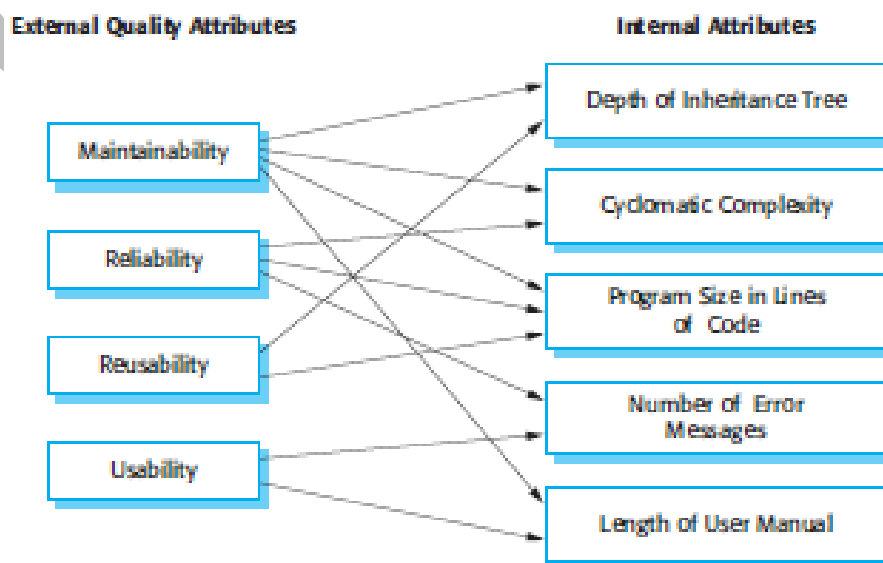 External Quality Attributes
Internal Attributes
Maintainability
Reliability
Reusability
Usability
Depth of Inheritance Tree
Cyclomatic Complexity
Program Size in Lines
of Code
Number of Error
Messages
Length of User Manual